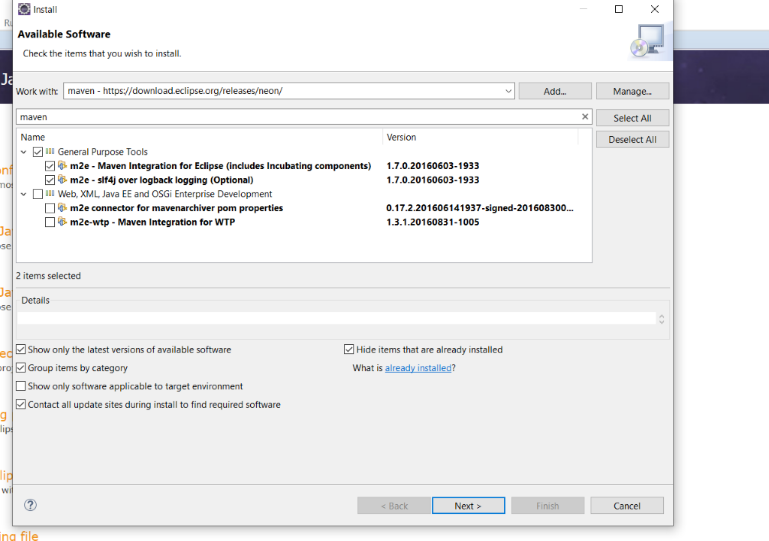 Install
Available Software
Check the items that you wish to install.
Work with:
maven - https://download.eclipse.org/releases/neon/
Add...
Manage...
maven
Select All
Deselect All
Name
Version
General Purpose Tools
m2e - Maven Integration for Eclipse (includes Incubating components)
1.7.0.20160603-1933
m2e - slf4j over logback logging (Optional)
1.7.0.20160603-1933
Web, XML, Java EE and OSGi Enterprise Development
m2e connector for mavenarchiver pom properties
0.17.2.201606141937-signed-201608300...
m2e-wtp - Maven Integration for WTP
1.3.1.20160831-1005
2 items selected
Details
Show only the latest versions of available software
Hide items that are already installed
Group items by category
What is already installed?
Show only software applicable to target environment
Contact all update sites during install to find required software
< Back
Next >
Finish
Cancel
ing file